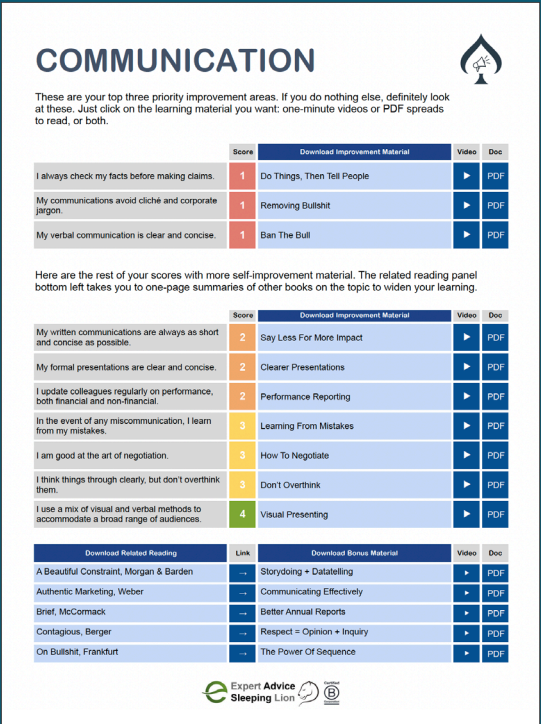 COMMUNICATION
These are your top three priority improvement areas. If you do nothing else, definitely look
at these. Just click on the learning material you want: one-minute videos or PDF spreads
to read, or both.
Score Download Improvement Material Video Doc
I always check my facts before making claims. 1 Do Things, Then Tell People PDF
My communications avoid cliché and corporate
jargon. 1 Removing Bullshit PDF
My verbal communication is clear and concise. 1 Ban The Bull PDF
Here are the rest of your scores with more self-improvement material. The related reading panel
bottom left takes you to one-page summaries of other books on the topic to widen your learning.
Score Download Improvement Material Video Doc
My written communications are always as short
and concise as possible. 2 Say Less For More Impact PDF
My formal presentations are clear and concise. 2 Clearer Presentations PDF
I update colleagues regularly on performance,
both financial and non-financial. 2 Performance Reporting PDF
In the event of any miscommunication, I learn
from my mistakes. 3 Learning From Mistakes PDF
I am good at the art of negotiation. 3 How To Negotiate PDF
I think things through clearly, but don't overthink
them. 3 Don't Overthink PDF
I use a mix of visual and verbal methods to
accommodate a broad range of audiences. 4 Visual Presenting PDF
Download Related Reading Link Download Bonus Material Video Doc
A Beautiful Constraint, Morgan & Barden → Storydoing + Datatelling PDF
Authentic Marketing, Weber → Communicating Effectively PDF
Brief, McCormack → Better Annual Reports PDF
Contagious, Berger → Respect = Opinion + Inquiry PDF
On Bullshit, Frankfurt → The Power Of Sequence PDF
Expert Advice
Sleeping Lion
Certified
B